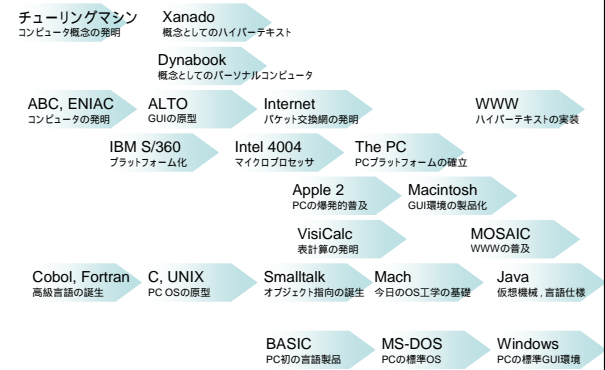 チューリングマシン
コンピュータ概念の発明
Xanado
概念としてのハイパーテキスト
Dynabook
概念としてのパーソナルコンピュータ
ABC, ENIAC
コンピュータの発明
ALTO
GUIの原型
Internet
パケット交換網の発明
WWW
ハイパーテキストの実装
IBM S/360
プラットフォーム化
Intel 4004
マイクロプロセッサ
The PC
PCプラットフォームの確立
Apple 2
PCの爆発的普及
Macintosh
GUI環境の製品化
VisiCalc
表計算の発明
MOSAIC
WWWの普及
Cobol, Fortran
高級言語の誕生
C, UNIX
PC OSの原型
Smalltalk
オブジェクト指向の誕生
Mach
今日のOS工学の基礎
Java
仮想機械，言語仕様
BASIC
PC初の言語製品
MS-DOS
PCの標準OS
Windows
PCの標準GUI環境